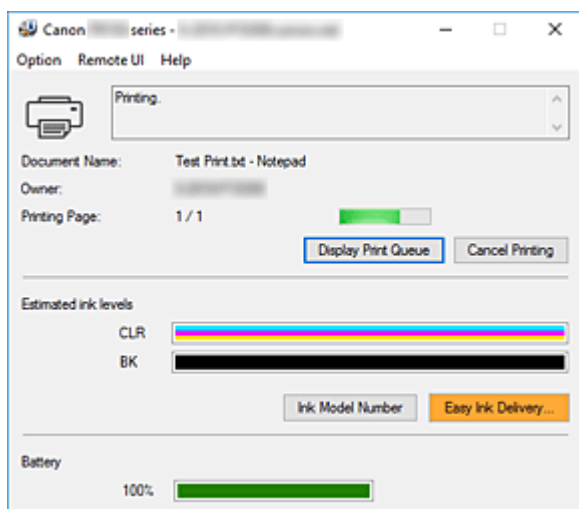 Canon series -
Option Remote UI Help
Printing.
Document Name: Test Print.txt - Notepad
Owner:
Printing Page: 1 / 1
Display Print Queue Cancel Printing
Estimated ink levels
CLR
BK
Ink Model Number Easy Ink Delivery...
Battery
100%